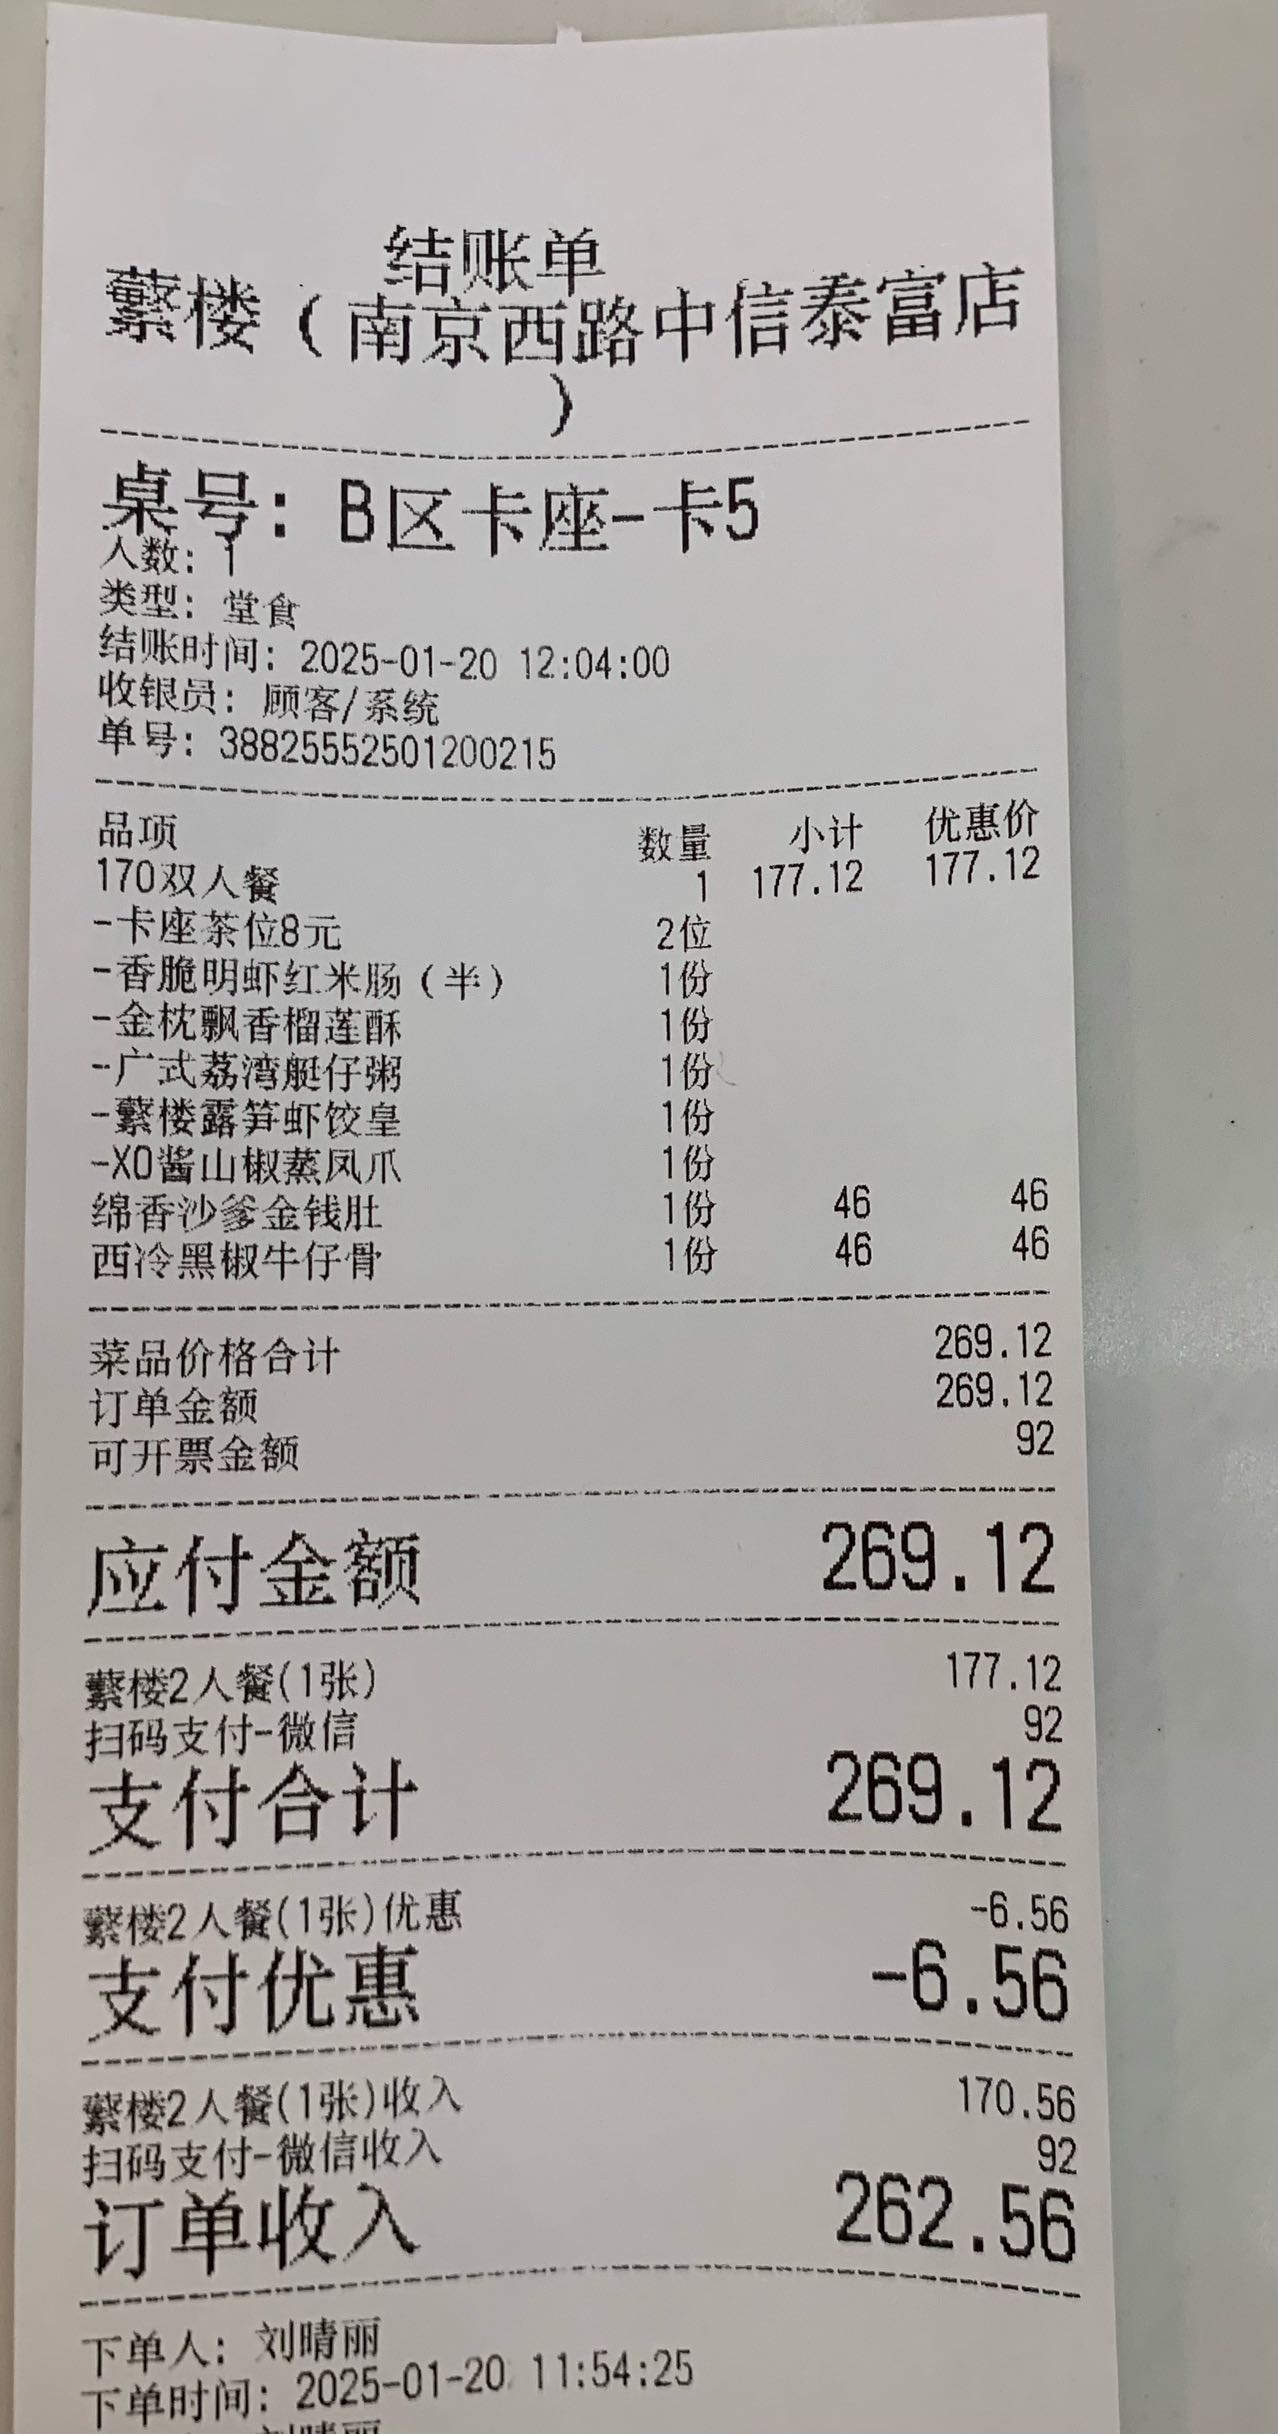 结账单
蘩楼（南京西路中信泰富店
）
桌号：B区卡座-卡5
人数：1
类型：堂食
结账时间：2025-01-20 12:04:00
收银员：顾客/系统
单号：38825552501200215
品项 数量 小计 优惠价
170双人餐 1 177.12 177.12
-卡座茶位8元 2位
-香脆明虾红米肠（半） 1份
-金枕飘香榴莲酥 1份
-广式荔湾艇仔粥 1份
-蘩楼露笋虾饺皇 1份
-XO酱山椒蒸凤爪 1份
绵香沙爹金钱肚 1份 46 46
西冷黑椒牛仔骨 1份 46 46
菜品价格合计 269.12
订单金额 269.12
可开票金额 92
应付金额 269.12
蘩楼2人餐(1张) 177.12
扫码支付-微信 92
支付合计 269.12
蘩楼2人餐(1张)优惠 -6.56
支付优惠 -6.56
蘩楼2人餐(1张)收入 170.56
扫码支付-微信收入 92
订单收入 262.56
下单人：刘晴丽
下单时间：2025-01-20 11:54:25
刘晴丽